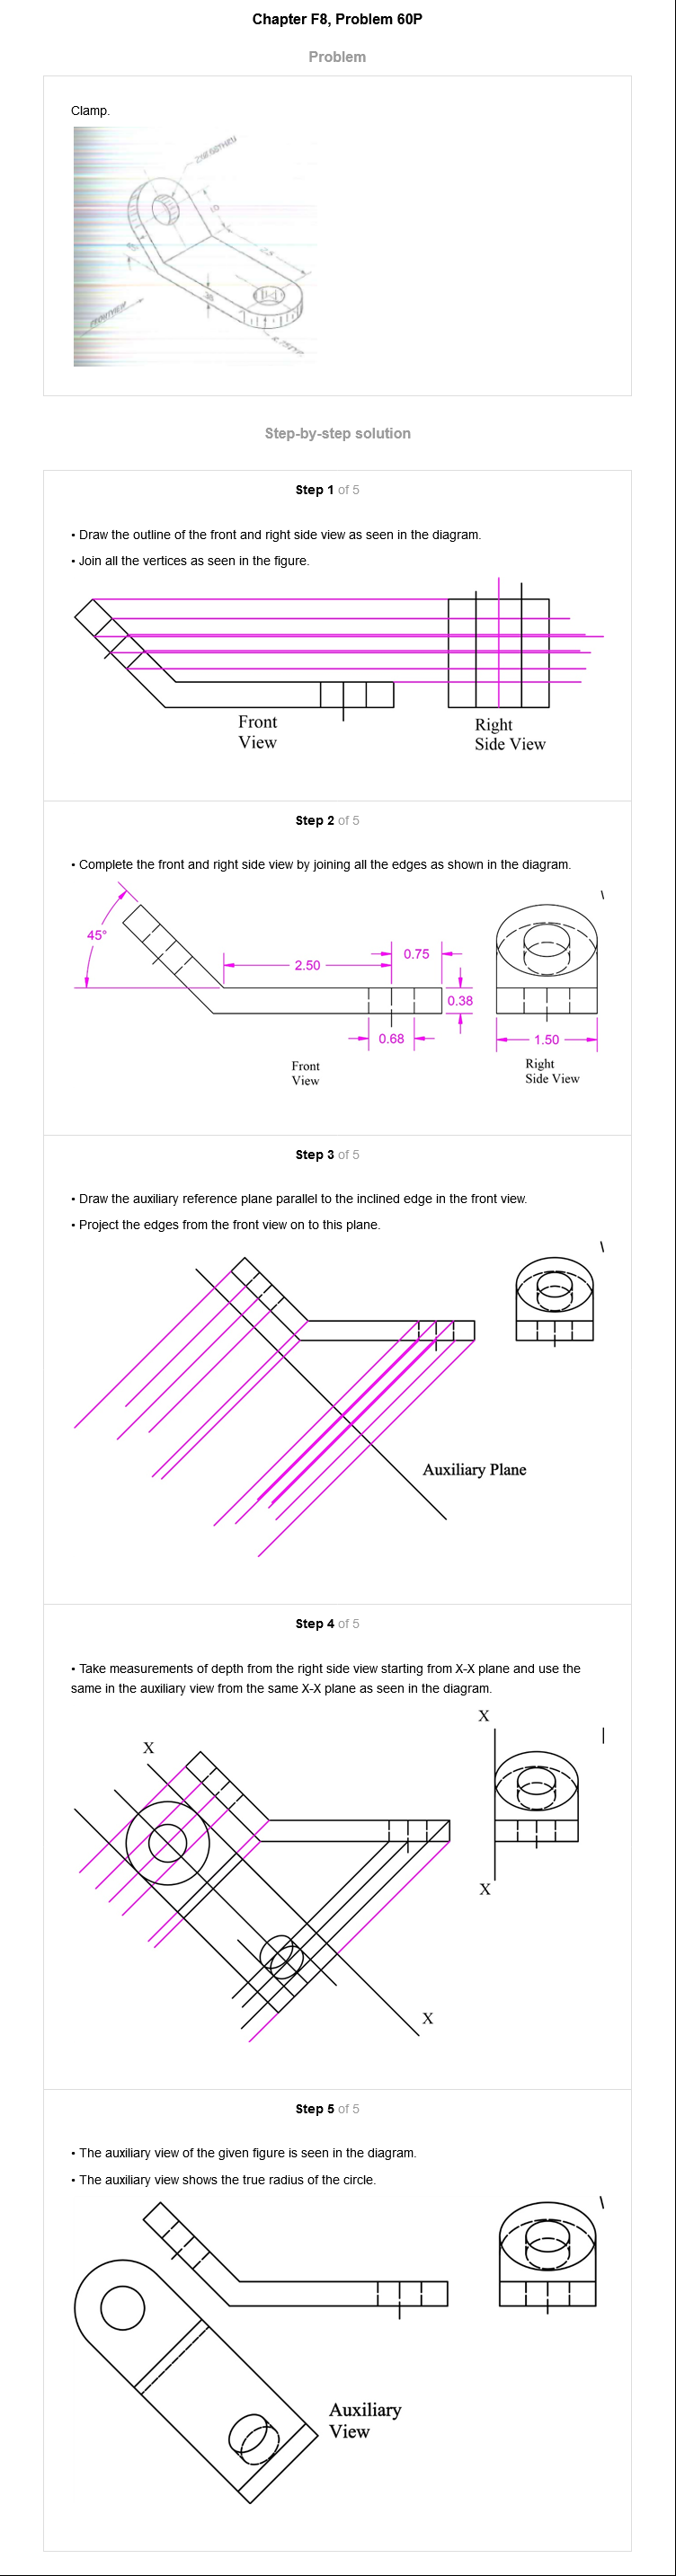 Chapter F8, Problem 60P
Problem
Clamp.
Step-by-step solution
Step 1 of 5
• Draw the outline of the front and right side view as seen in the diagram.
• Join all the vertices as seen in the figure.
Front
View
Right
Side View
Step 2 of 5
• Complete the front and right side view by joining all the edges as shown in the diagram.
45°
2.50
0.75
0.38
0.68
1.50
Front
View
Right
Side View
Step 3 of 5
• Draw the auxiliary reference plane parallel to the inclined edge in the front view.
• Project the edges from the front view on to this plane.
Auxiliary Plane
Step 4 of 5
• Take measurements of depth from the right side view starting from X-X plane and use the
same in the auxiliary view from the same X-X plane as seen in the diagram.
X
X
X
X
Step 5 of 5
• The auxiliary view of the given figure is seen in the diagram.
• The auxiliary view shows the true radius of the circle.
Auxiliary
View